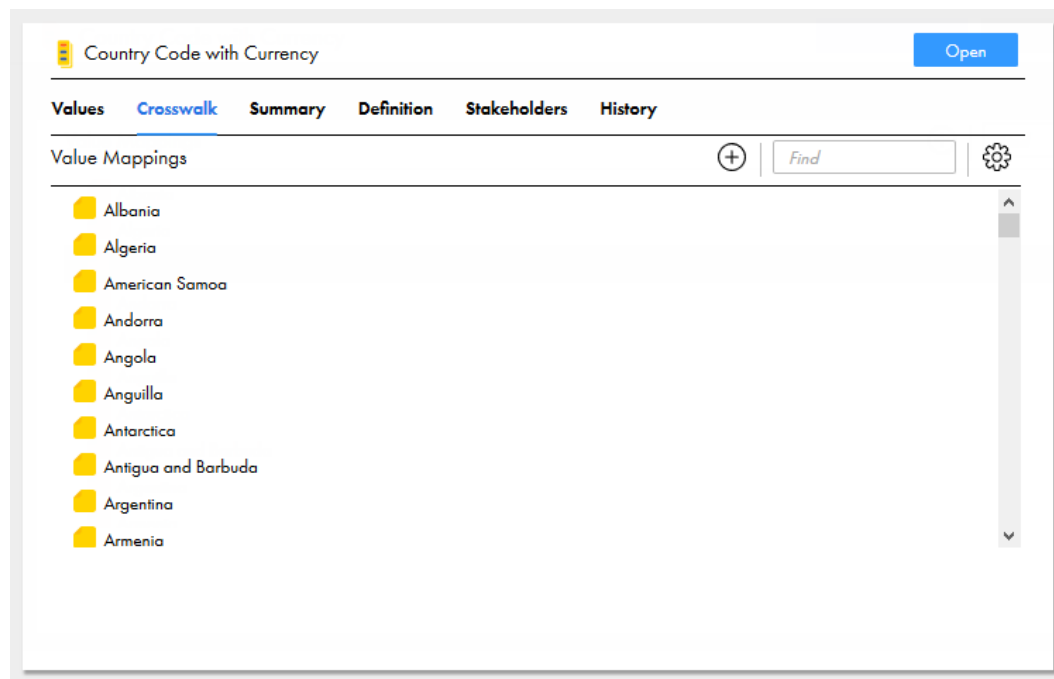 Country Code with Currency
Open
Values Crosswalk Summary Definition Stakeholders History
Value Mappings
Find
Albania
Algeria
American Samoa
Andorra
Angola
Anguilla
Antarctica
Antigua and Barbuda
Argentina
Armenia